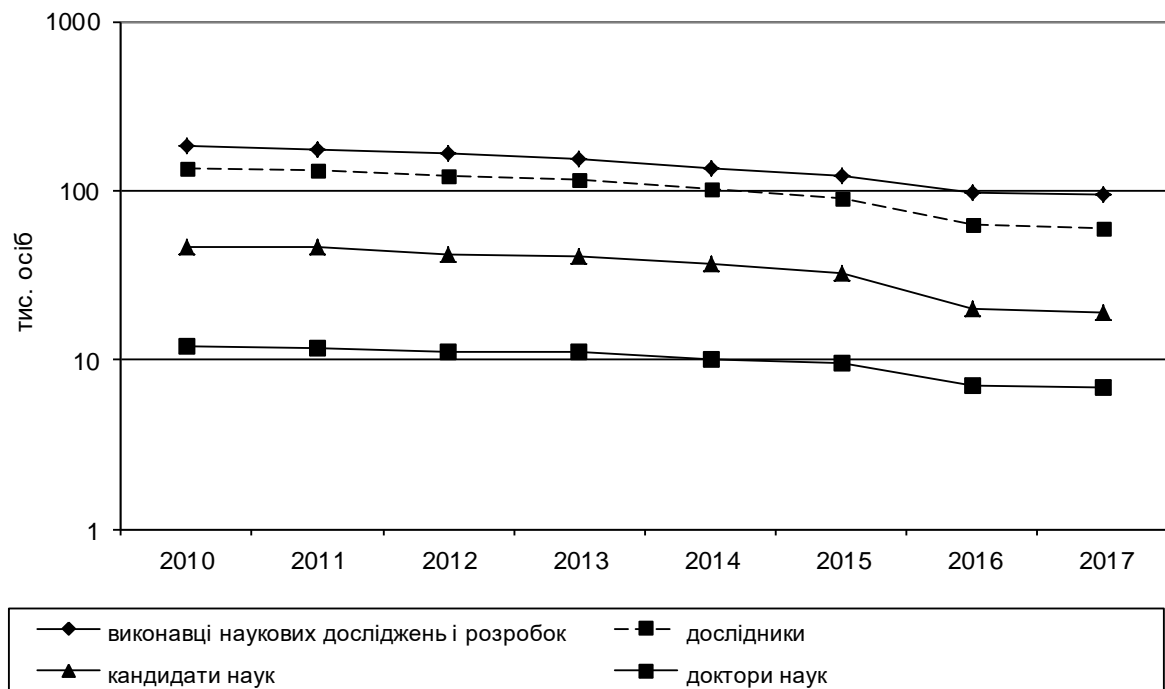 1000
100
10
1
тис. осіб
2010 2011 2012 2013 2014 2015 2016 2017
виконавці наукових досліджень і розробок дослідники
кандидати наук доктори наук